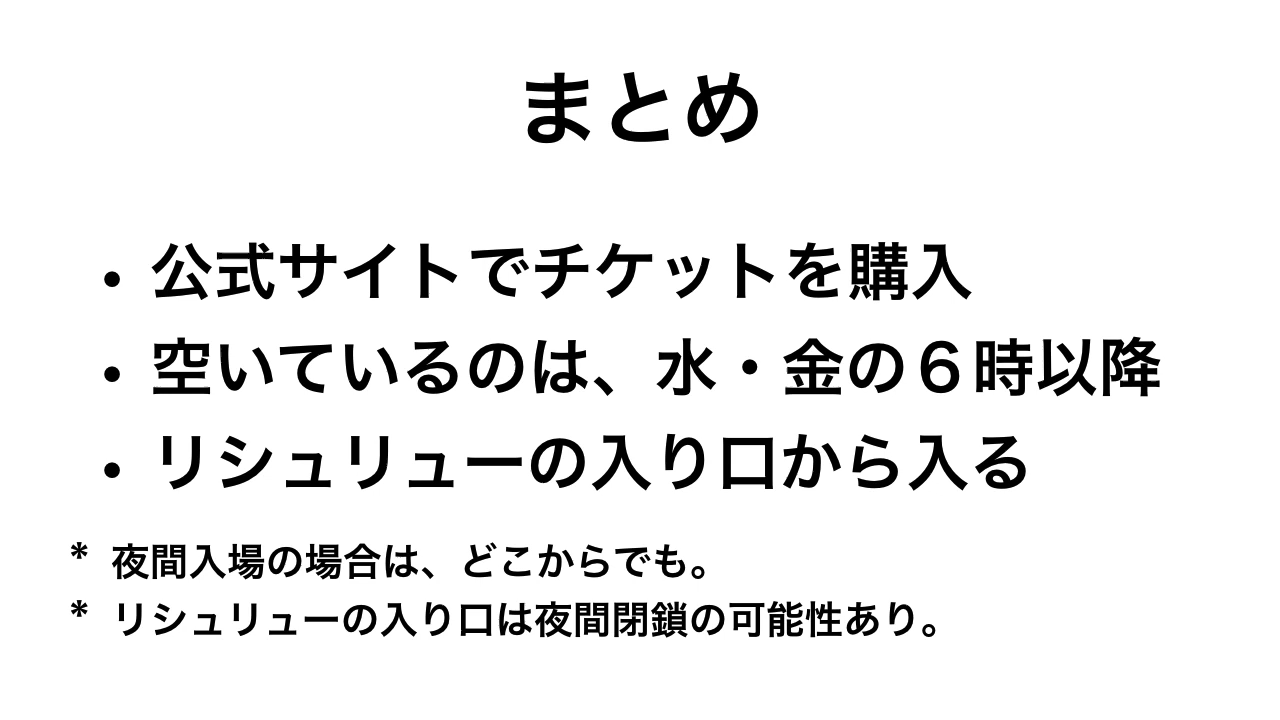 まとめ
• 公式サイトでチケットを購入
• 空いているのは、水・金の６時以降
• リシュリューの入り口から入る
* 夜間入場の場合は、どこからでも。
* リシュリューの入り口は夜間閉鎖の可能性あり。